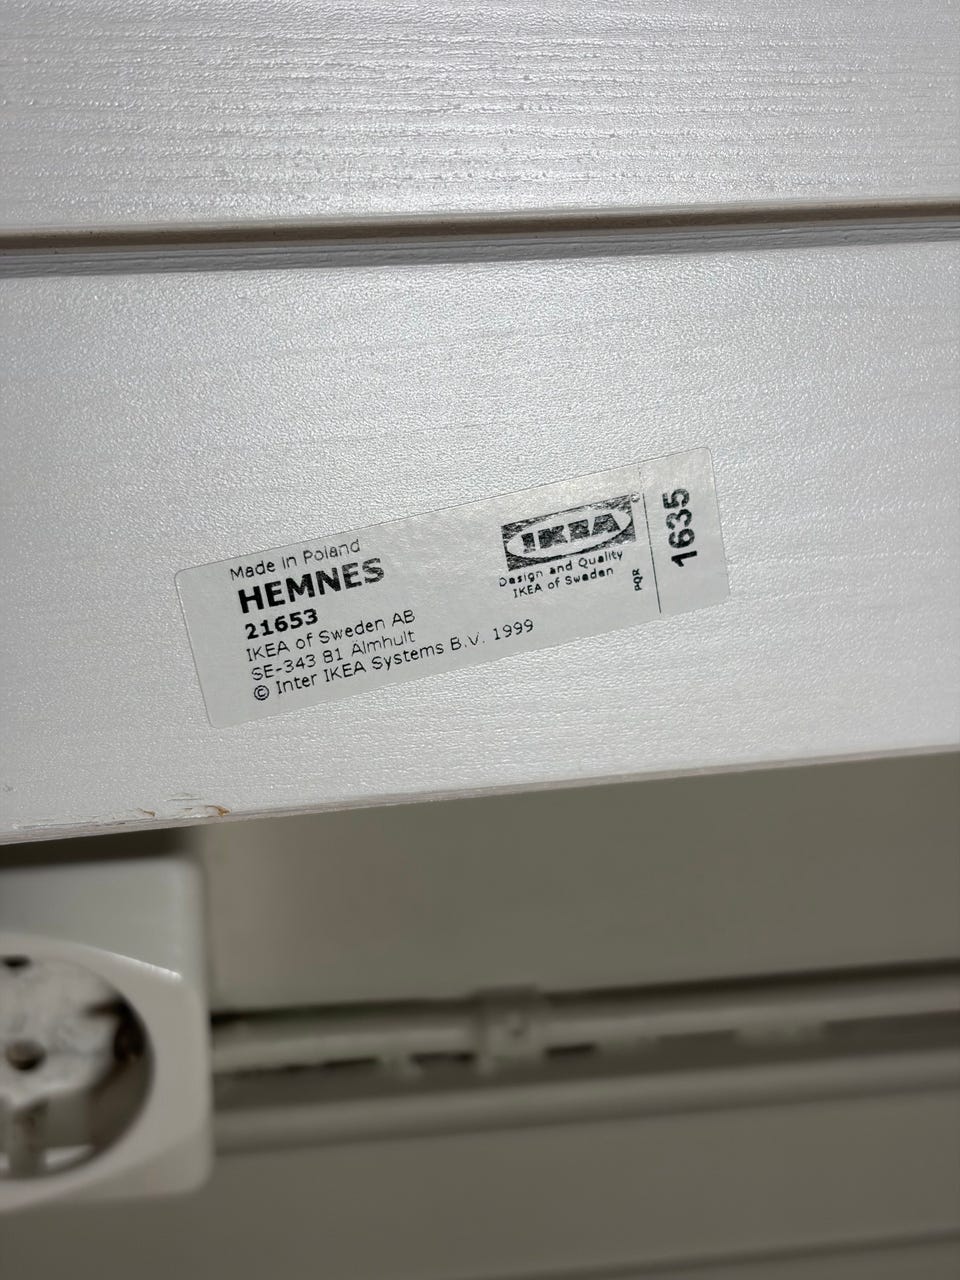 Made in Poland
HEMNES
21653
IKEA of Sweden AB
SE-343 81 Älmhult
© Inter IKEA Systems B.V. 1999
IKEA®
Design and Quality
IKEA of Sweden
PQR
1635